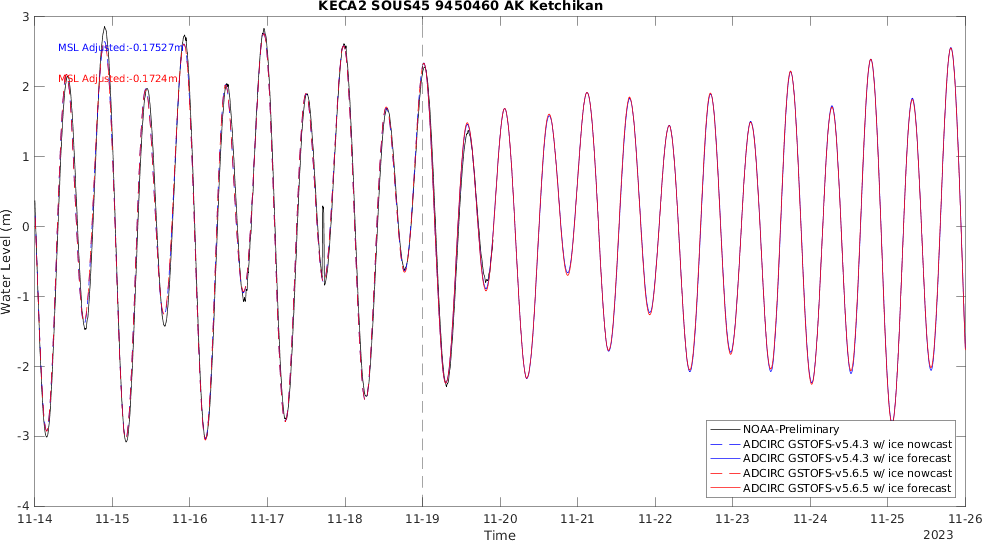 KECA2 SOUS45 9450460 AK Ketchikan
MSL Adjusted:-0.17527m
MSL Adjusted:-0.1724m
Water Level (m)
3
2
1
0
-1
-2
-3
-4
NOAA-Preliminary
ADCIRC GSTOFS-v5.4.3 w/ ice nowcast
ADCIRC GSTOFS-v5.4.3 w/ ice forecast
ADCIRC GSTOFS-v5.6.5 w/ ice nowcast
ADCIRC GSTOFS-v5.6.5 w/ ice forecast
11-14 11-15 11-16 11-17 11-18 11-19 11-20 11-21 11-22 11-23 11-24 11-25 11-26
Time
2023